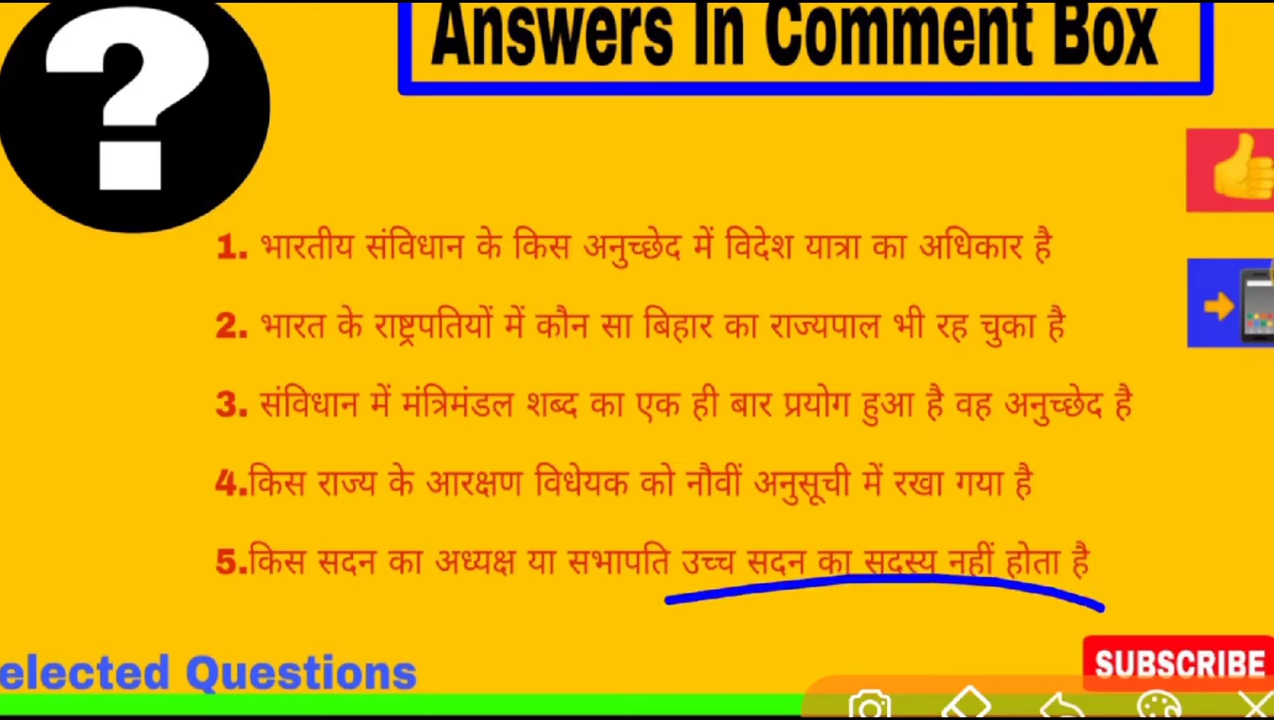 Answers In Comment Box
?
1. भारतीय संविधान के किस अनुच्छेद में विदेश यात्रा का अधिकार है
2. भारत के राष्ट्रपतियों में कौन सा बिहार का राज्यपाल भी रह चुका है
3. संविधान में मंत्रिमंडल शब्द का एक ही बार प्रयोग हुआ है वह अनुच्छेद है
4.किस राज्य के आरक्षण विधेयक को नौवीं अनुसूची में रखा गया है
5.किस सदन का अध्यक्ष या सभापति उच्च सदन का सदस्य नहीं होता है
elected Questions
SUBSCRIBE